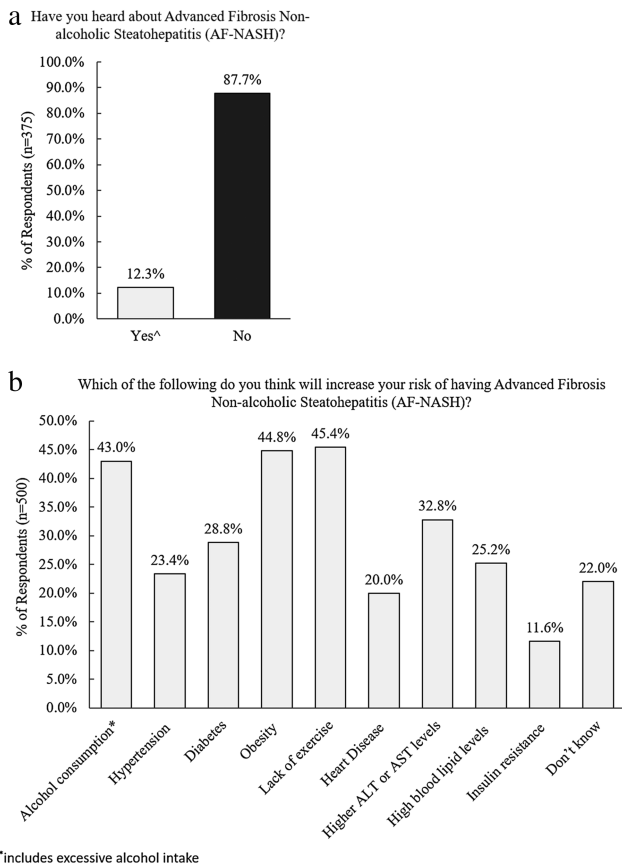 a
Have you heard about Advanced Fibrosis Non-
alcoholic Steatohepatitis (AF-NASH)?
% of Respondents (n=375)
100.0%
90.0%
80.0%
70.0%
60.0%
50.0%
40.0%
30.0%
20.0%
10.0%
0.0%
12.3%
87.7%
Yes^
No
b
Which of the following do you think will increase your risk of having Advanced Fibrosis
Non-alcoholic Steatohepatitis (AF-NASH)?
% of Respondents (n=500)
50.0%
45.0%
40.0%
35.0%
30.0%
25.0%
20.0%
15.0%
10.0%
5.0%
0.0%
43.0%
23.4%
28.8%
44.8%
45.4%
20.0%
32.8%
25.2%
11.6%
22.0%
Alcohol consumption*
Hypertension
Diabetes
Obesity
Lack of exercise
Heart Disease
Higher ALT or AST levels
High blood lipid levels
Insulin resistance
Don't know
*includes excessive alcohol intake